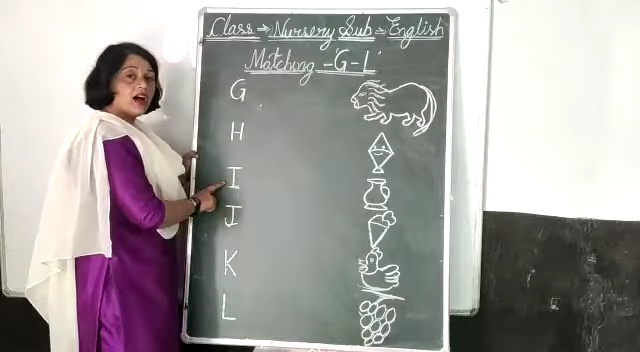 Class → Nursery Sub → English
Matching - 'G - L'
G
H
I
J
K
L